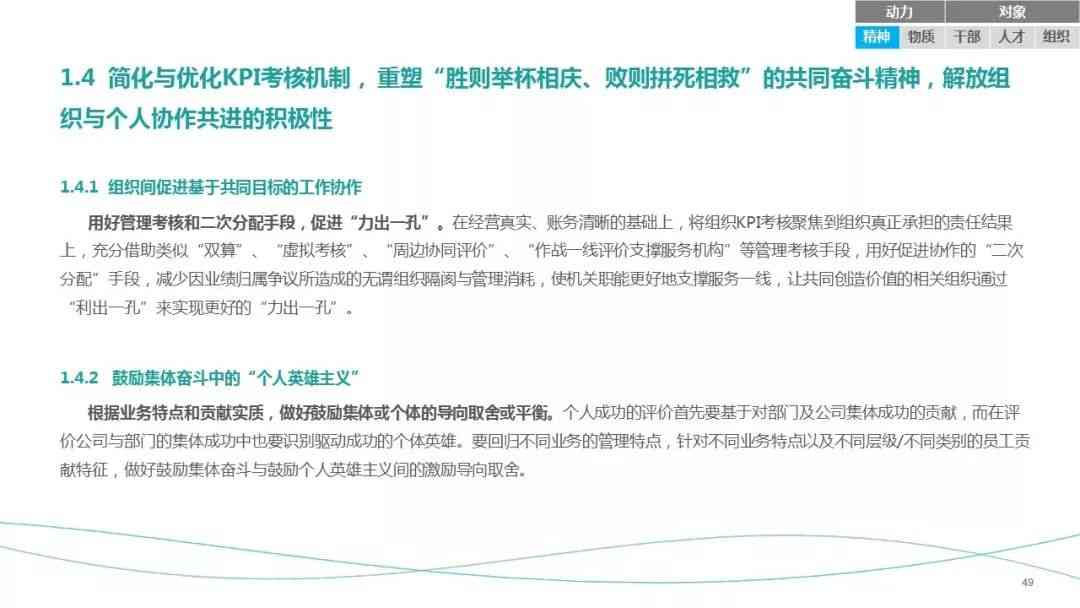 动力 对象
精神 物质 干部 人才 组织
1.4 简化与优化KPI考核机制，重塑“胜则举杯相庆、败则拼死相救”的共同奋斗精神，解放组
织与个人协作共进的积极性
1.4.1 组织间促进基于共同目标的工作协作
用好管理考核和二次分配手段，促进“力出一孔”。在经营真实、账务清晰的基础上，将组织KPI考核聚焦到组织真正承担的责任结果
上，充分借助类似“双算”、“虚拟考核”、“周边协同评价”、“作战一线评价支撑服务机构”等管理考核手段，用好促进协作的“二次
分配”手段，减少因业绩归属争议所造成的无谓组织隔阂与管理消耗，使机关职能更好地支撑服务一线，让共同创造价值的相关组织通过
“利出一孔”来实现更好的“力出一孔”。
1.4.2 鼓励集体奋斗中的“个人英雄主义”
根据业务特点和贡献实质，做好鼓励集体或个体的导向取舍或平衡。个人成功的评价首先要基于对部门及公司集体成功的贡献，而在评
价公司与部门的集体成功中也要识别驱动成功的个体英雄。要回归不同业务的管理特点，针对不同业务特点以及不同层级/不同类别的员工贡
献特征，做好鼓励集体奋斗与鼓励个人英雄主义间的激励导向取舍。
49